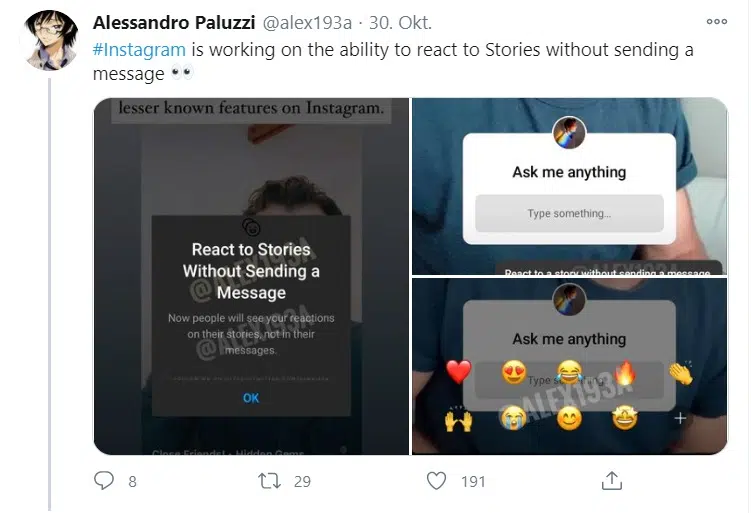 Alessandro Paluzzi @alex193a · 30. Okt.
#Instagram is working on the ability to react to Stories without sending a
message 👀
lesser known features on Instagram.
React to Stories
Without Sending a
Message
Now people will see your reactions
on their stories, not in their
messages.
OK
Close Friends! • Hidden Gems
@ALEX193A
@ALEX193A
Ask me anything
Type something...
React to a story without sending a message
Ask me anything
Type something...
@ALEX193A
8
29
191